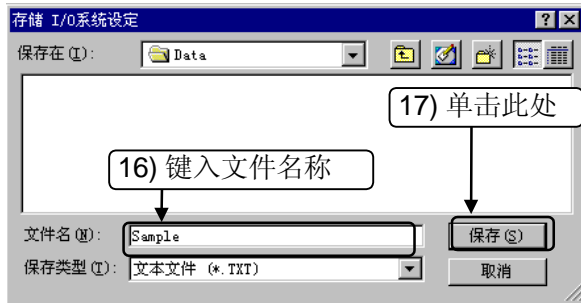 存储 I/O系统设定
保存在(I): Data
17) 单击此处
16) 键入文件名称
文件名(N): Sample 保存(S)
保存类型(T): 文本文件 (*.TXT) 取消